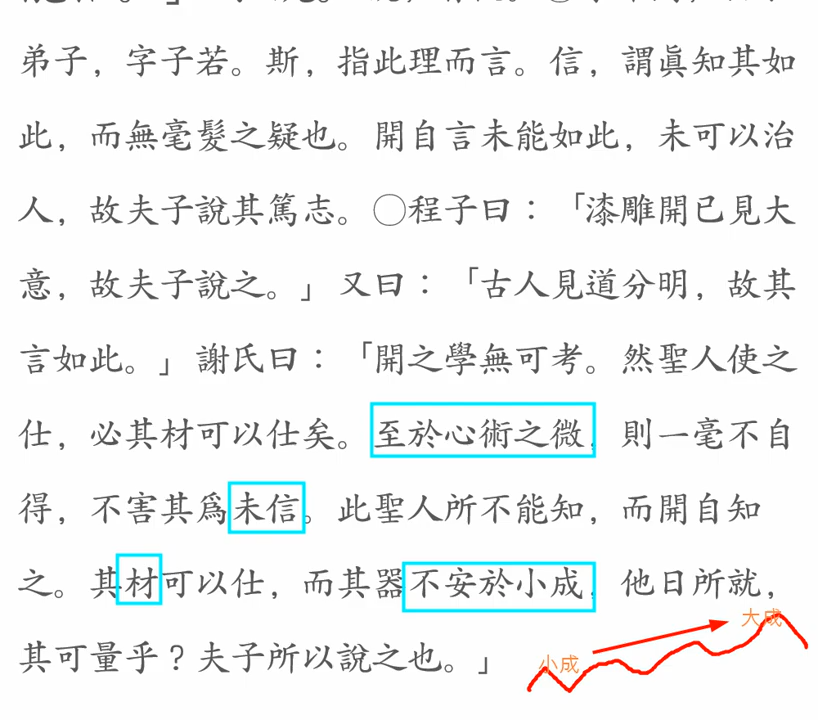 弟子，字子若。斯，指此理而言。信，謂眞知其如
此，而無毫髮之疑也。開自言未能如此，未可以治
人，故夫子說其篤志。〇程子曰：「漆雕開已見大
意，故夫子說之。」又曰：「古人見道分明，故其
言如此。」謝氏曰：「開之學無可考。然聖人使之
仕，必其材可以仕矣。至於心術之微，則一毫不自
得，不害其爲未信。此聖人所不能知，而開自知
之。其材可以仕，而其器不安於小成，他日所就，
其可量乎？夫子所以說之也。」
小成
大成